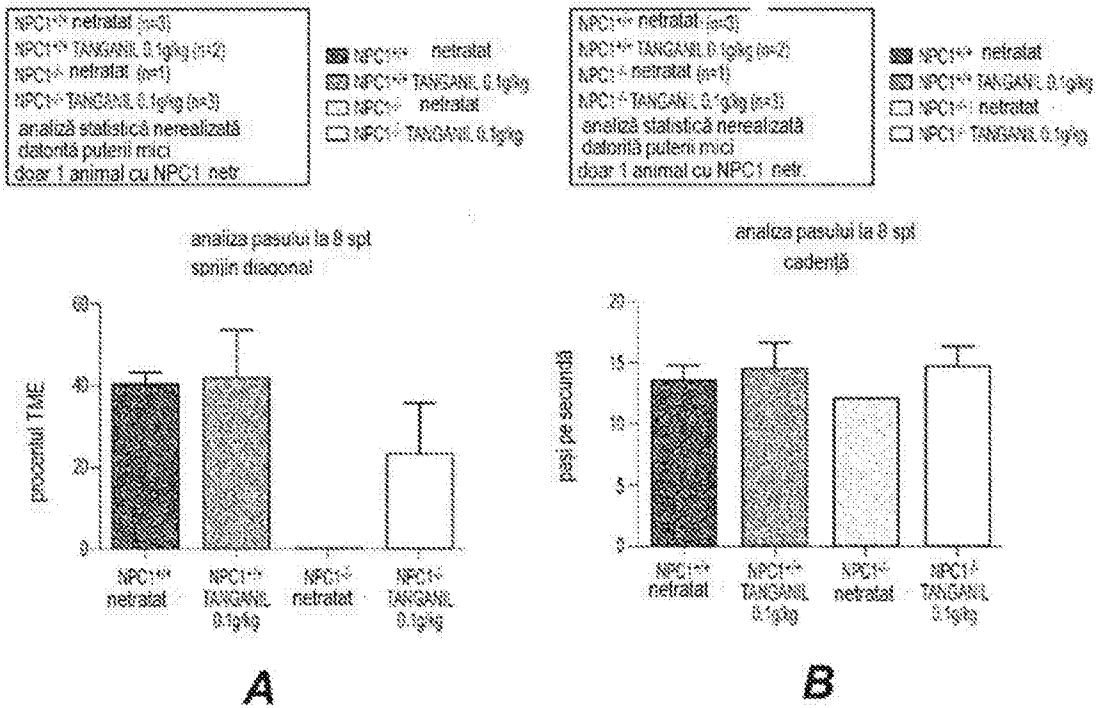 NPC1+/+ netratat (n=3)
NPC1+/+ TANGANIL 0.1g/kg (n=2)
NPC1-/- netratat (n=1)
NPC1-/- TANGANIL 0.1g/kg (n=3)
analiză statistică nerealizată
datorită puterii mici
doar 1 animal cu NPC1 netr.
NPC1+/+ netratat
NPC1+/+ TANGANIL 0.1g/kg
NPC1-/- netratat
NPC1-/- TANGANIL 0.1g/kg
analiza pasului la 8 spt
sprijin diagonal
procentul TME
60
40
20
0
NPC1+/+
netratat
NPC1+/+
TANGANIL
0.1g/kg
NPC1-/-
netratat
NPC1-/-
TANGANIL
0.1g/kg
A
NPC1+/+ netratat (n=3)
NPC1+/+ TANGANIL 0.1g/kg (n=2)
NPC1-/- netratat (n=1)
NPC1-/- TANGANIL 0.1g/kg (n=3)
analiză statistică nerealizată
datorită puterii mici
doar 1 animal cu NPC1 netr.
NPC1+/+ netratat
NPC1+/+ TANGANIL 0.1g/kg
NPC1-/- netratat
NPC1-/- TANGANIL 0.1g/kg
analiza pasului la 8 spt
cadență
pași pe secundă
20
15
10
5
0
NPC1+/+
netratat
NPC1+/+
TANGANIL
0.1g/kg
NPC1-/-
netratat
NPC1-/-
TANGANIL
0.1g/kg
B